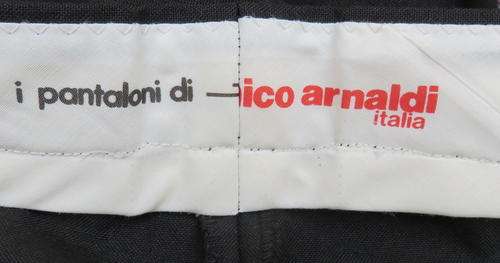 i pantaloni di ico arnaldi
italia